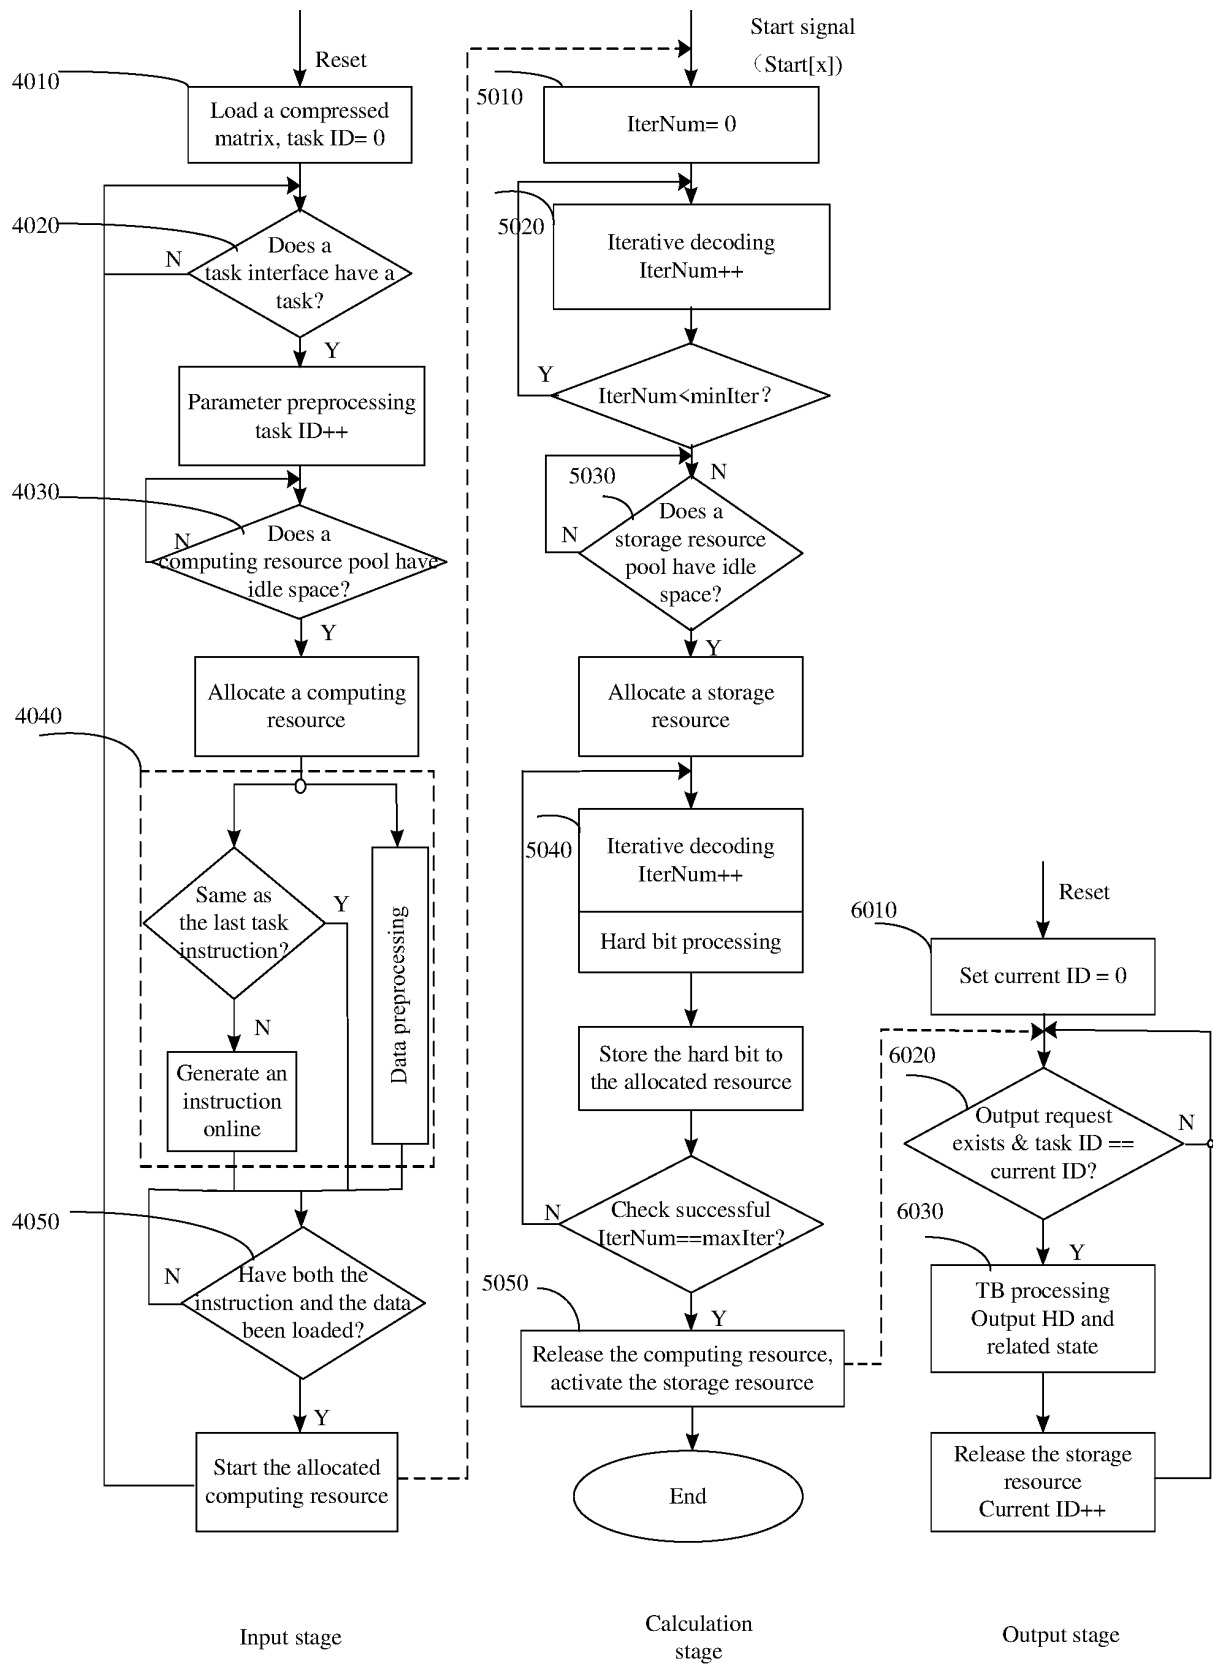 Reset
4010
Load a compressed
matrix, task ID= 0
4020
Does a
task interface have a
task?
N
Y
Parameter preprocessing
task ID++
4030
N
Does a
computing resource pool have
idle space?
Y
Allocate a computing
resource
4040
Same as
the last task
instruction?
Y
N
Data preprocessing
Generate an
instruction
online
4050
N
Have both the
instruction and the data
been loaded?
Y
Start the allocated
computing resource
Input stage
Start signal
（Start[x])
5010
IterNum= 0
5020
Iterative decoding
IterNum++
Y
IterNum<minIter？
N
5030
N
Does a
storage resource
pool have idle
space?
Y
Allocate a storage
resource
5040
Iterative decoding
IterNum++
Hard bit processing
Store the hard bit to
the allocated resource
N
Check successful
IterNum==maxIter?
5050
Y
Release the computing resource,
activate the storage resource
End
Calculation
stage
Reset
6010
Set current ID = 0
6020
Output request
exists & task ID ==
current ID?
N
6030
Y
TB processing
Output HD and
related state
Release the storage
resource
Current ID++
Output stage